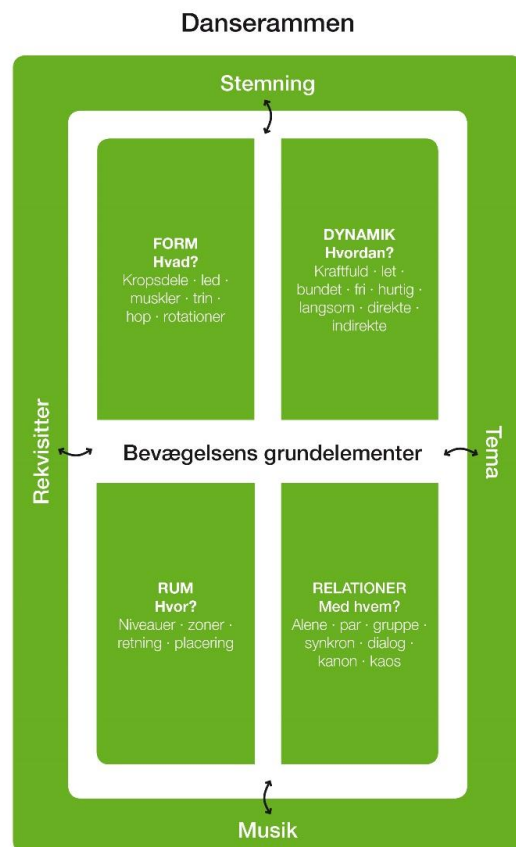 Danserammen
Stemning
FORM
Hvad?
Kropsdele · led ·
muskler · trin ·
hop · rotationer
DYNAMIK
Hvordan?
Kraftfuld · let ·
bundet · fri · hurtig ·
langsom · direkte ·
indirekte
Rekvisitter
Bevægelsens grundelementer
Tema
RUM
Hvor?
Niveauer · zoner ·
retning · placering
RELATIONER
Med hvem?
Alene · par · gruppe ·
synkron · dialog ·
kanon · kaos
Musik